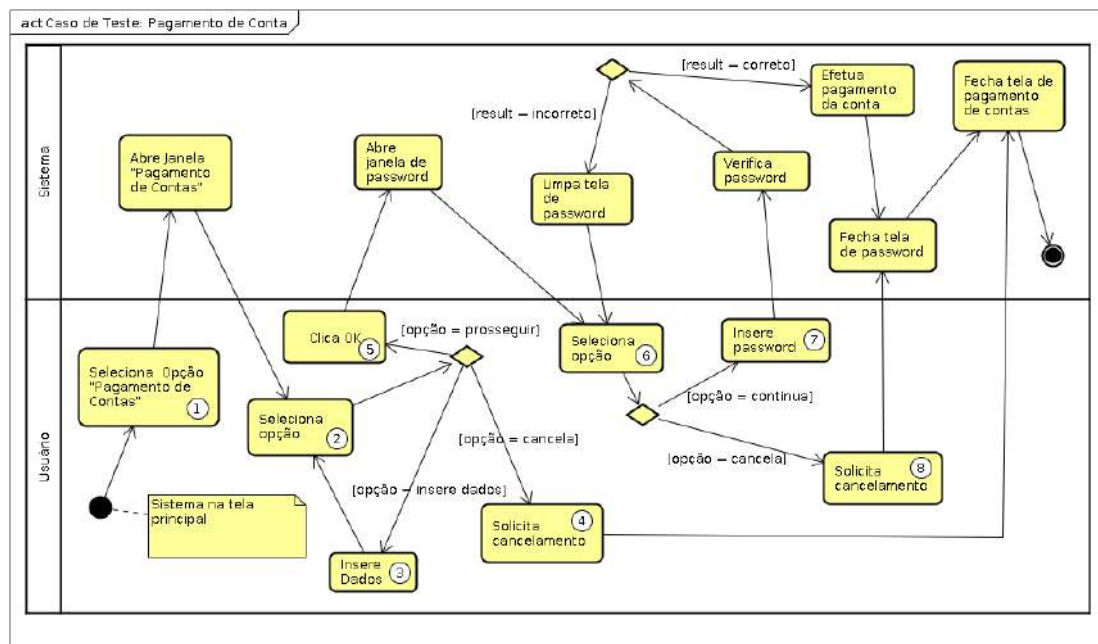 act Caso de Teste: Pagamento de Conta
Sistema
Abre Janela
"Pagamento
de Contas"
Abre
janela de
password
[result = incorreto]
Limpa tela
de
password
[result = correto]
Verifica
password
Efetua
pagamento
da conta
Fecha tela
de password
Fecha tela de
pagamento
de contas
Usuário
Seleciona Opção
"Pagamento de
Contas"
1
Sistema na tela
principal
Seleciona
opção
2
Clica OK
5
[opção = prosseguir]
[opção = cancela]
[opção = insere dados]
Insere
Dados
3
Solicita
cancelamento
4
Seleciona
opção
6
Insere
password
7
[opção = continua]
[opção = cancela]
Solicita
cancelamento
8